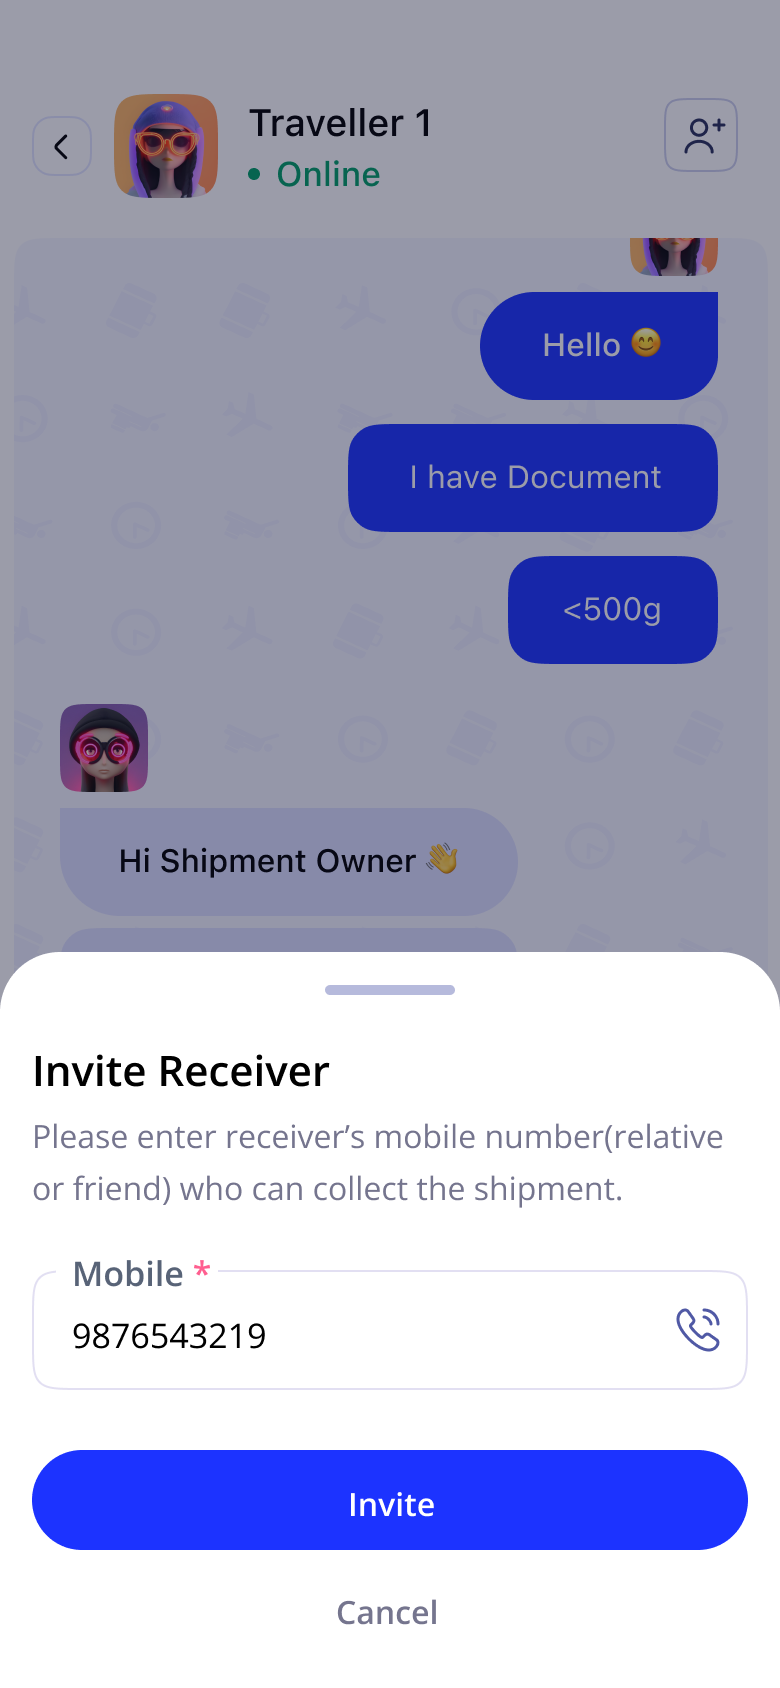 Traveller 1
Online
Hello 😊
I have Document
<500g
Hi Shipment Owner 👋
Invite Receiver
Please enter receiver’s mobile number(relative
or friend) who can collect the shipment.
Mobile *
9876543219
Invite
Cancel